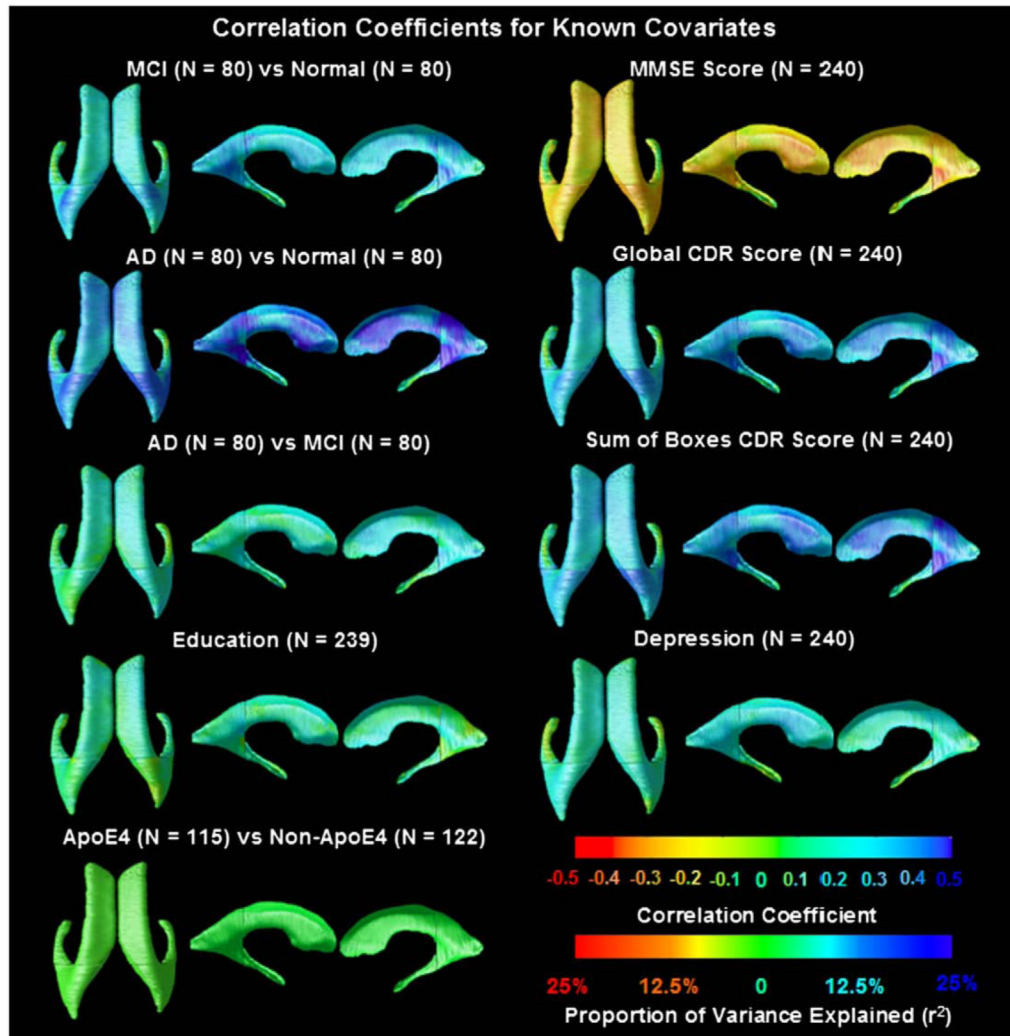 Correlation Coefficients for Known Covariates
MCI (N = 80) vs Normal (N = 80)
MMSE Score (N = 240)
AD (N = 80) vs Normal (N = 80)
Global CDR Score (N = 240)
AD (N = 80) vs MCI (N = 80)
Sum of Boxes CDR Score (N = 240)
Education (N = 239)
Depression (N = 240)
ApoE4 (N = 115) vs Non-ApoE4 (N = 122)
-0.5 -0.4 -0.3 -0.2 -0.1 0 0.1 0.2 0.3 0.4 0.5
Correlation Coefficient
25% 12.5% 0 12.5% 25%
Proportion of Variance Explained (r²)